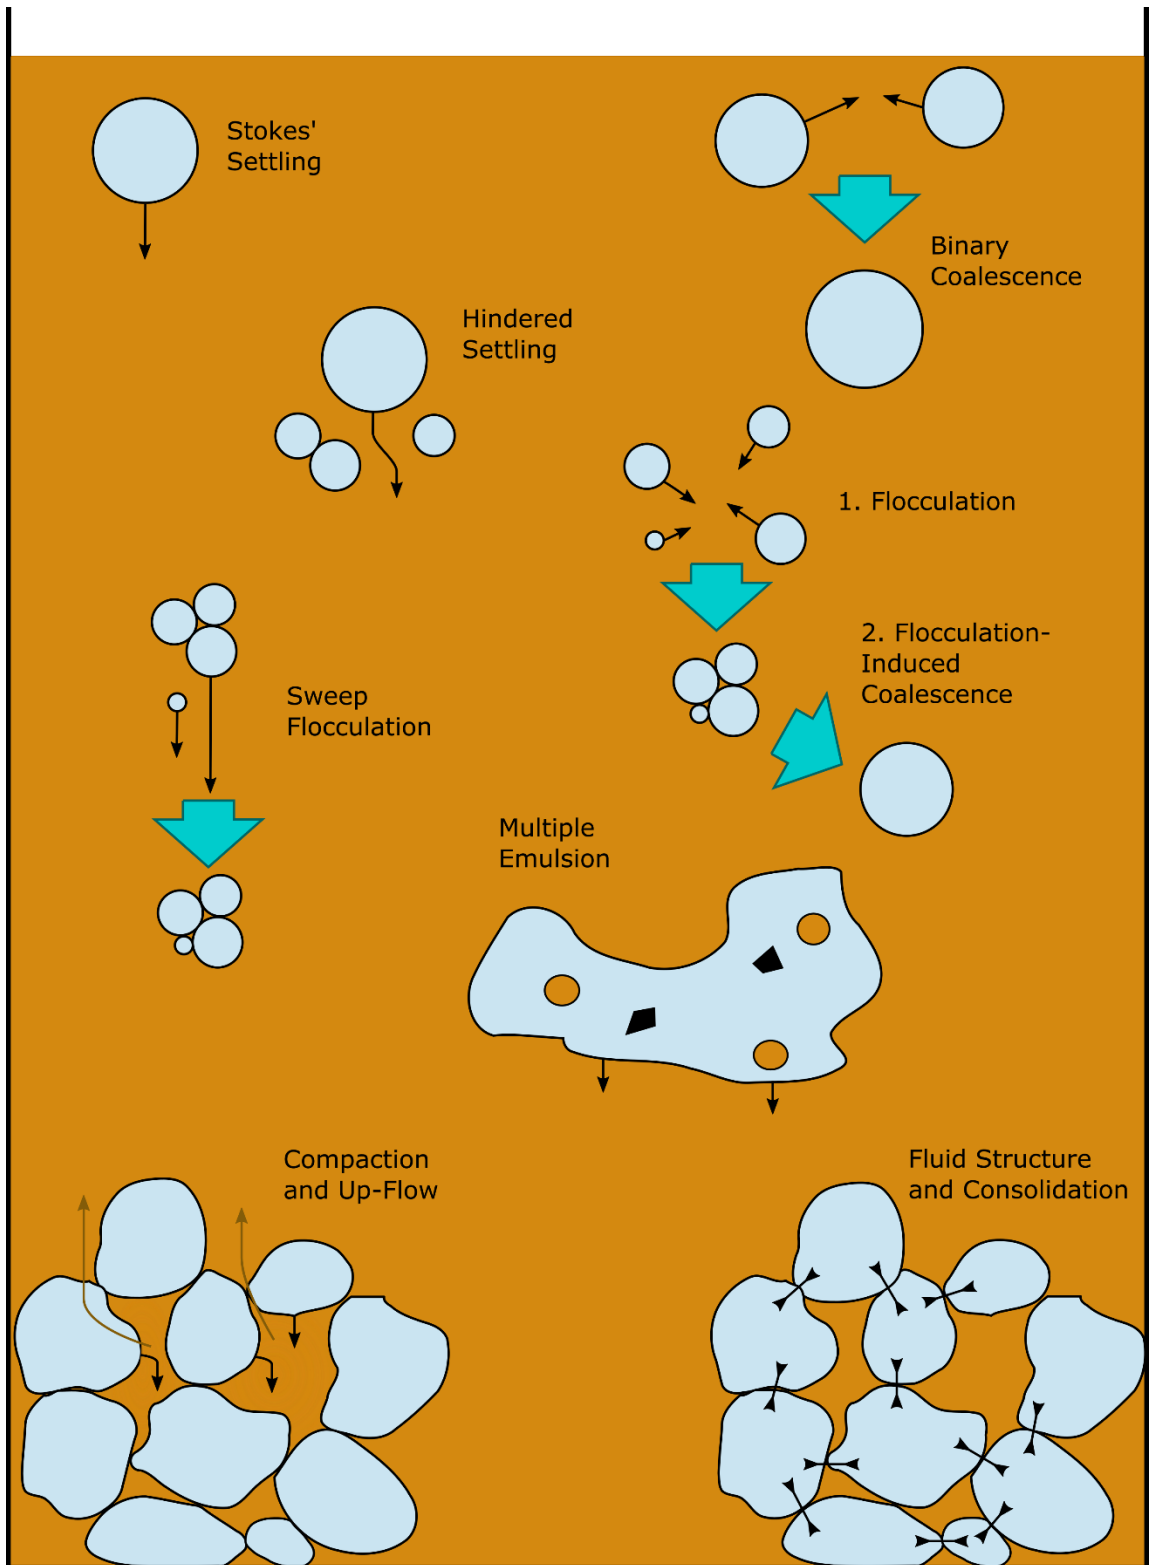 Stokes'
Settling
Binary
Coalescence
Hindered
Settling
1. Flocculation
2. Flocculation-
Induced
Coalescence
Sweep
Flocculation
Multiple
Emulsion
Compaction
and Up-Flow
Fluid Structure
and Consolidation